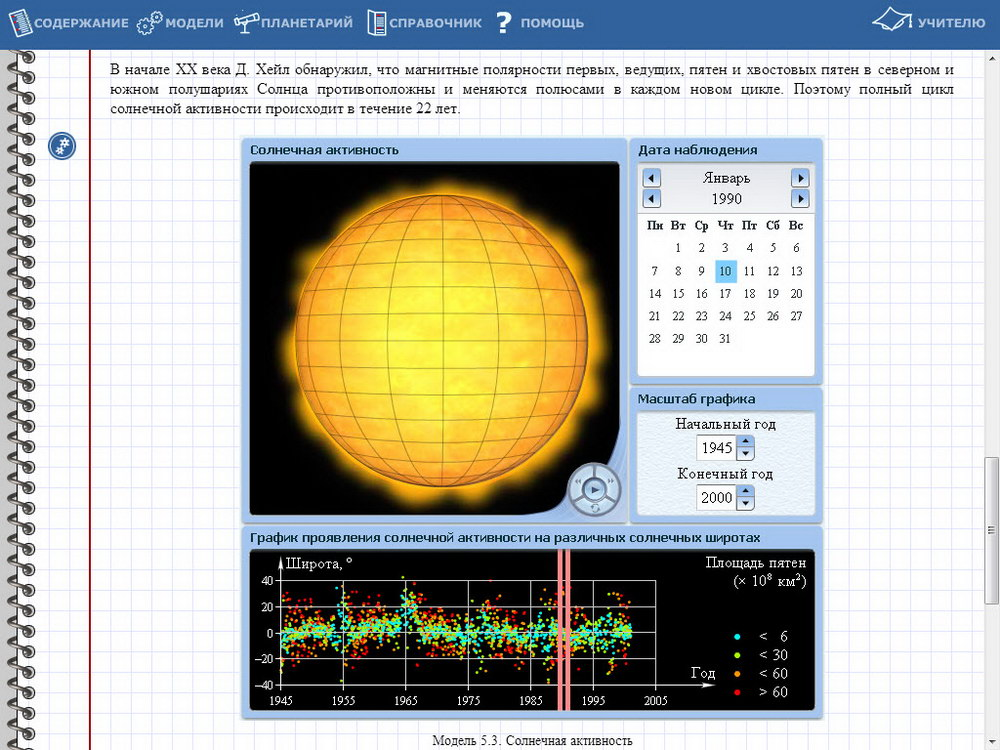 СОДЕРЖАНИЕ МОДЕЛИ ПЛАНЕТАРИЙ СПРАВОЧНИК ? ПОМОЩЬ УЧИТЕЛЮ
В начале XX века Д. Хейл обнаружил, что магнитные полярности первых, ведущих, пятен и хвостовых пятен в северном и
южном полушариях Солнца противоположны и меняются полюсами в каждом новом цикле. Поэтому полный цикл
солнечной активности происходит в течение 22 лет.
Солнечная активность
Дата наблюдения
Январь
1990
Пн Вт Ср Чт Пт Сб Вс
1 2 3 4 5 6
7 8 9 10 11 12 13
14 15 16 17 18 19 20
21 22 23 24 25 26 27
28 29 30 31
Масштаб графика
Начальный год
1945
Конечный год
2000
График проявления солнечной активности на различных солнечных широтах
Широта, °
40
20
0
−20
−40
1945 1955 1965 1975 1985 1995 2005
Год
Площадь пятен
(× 10⁸ км²)
< 6
< 30
< 60
> 60
Модель 5.3. Солнечная активность